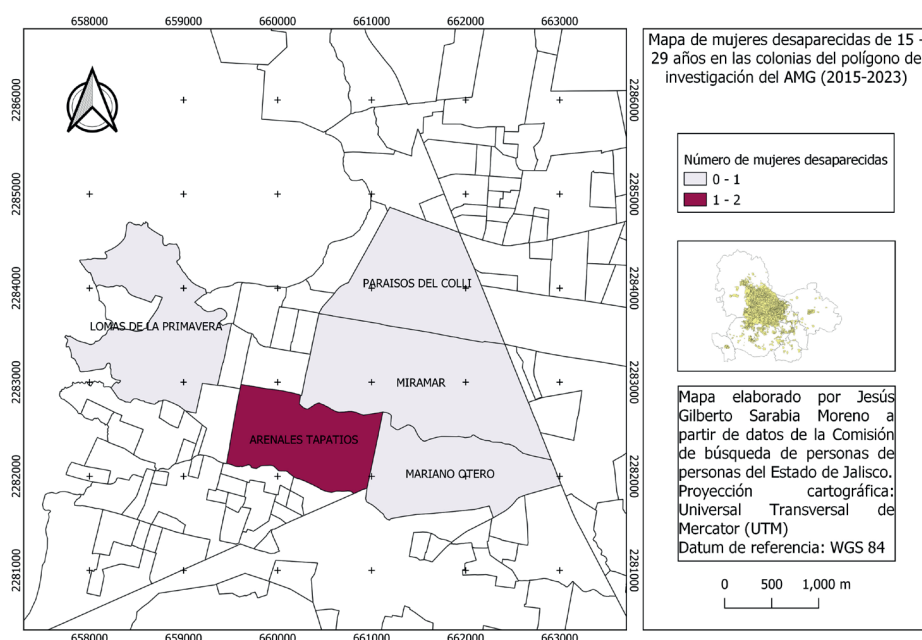 658000 659000 660000 661000 662000 663000
Mapa de mujeres desaparecidas de 15 -
29 años en las colonias del polígono de
investigación del AMG (2015-2023)
2286000 2286000
Número de mujeres desaparecidas
0 - 1
1 - 2
2285000 2285000
PARAISOS DEL COLLI
2284000 2284000
LOMAS DE LA PRIMAVERA
MIRAMAR
2283000 2283000
ARENALES TAPATIOS
MARIANO OTERO
2282000 2282000
2281000 2281000
Mapa elaborado por Jesús
Gilberto Sarabia Moreno a
partir de datos de la Comisión
de búsqueda de personas de
personas del Estado de Jalisco.
Proyección cartográfica:
Universal Transversal de
Mercator (UTM)
Datum de referencia: WGS 84
0 500 1,000 m
658000 659000 660000 661000 662000 663000